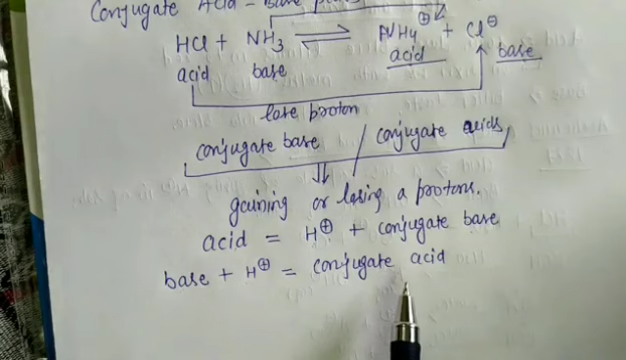 Conjugate Acid - Base
HCl + NH₃ ⇌ NH₄⊕ + Cl⊖
acid base acid base
lose proton
conjugate base / conjugate acids
⇓
gaining or losing a protons.
acid = H⊕ + conjugate base
base + H⊕ = conjugate acid